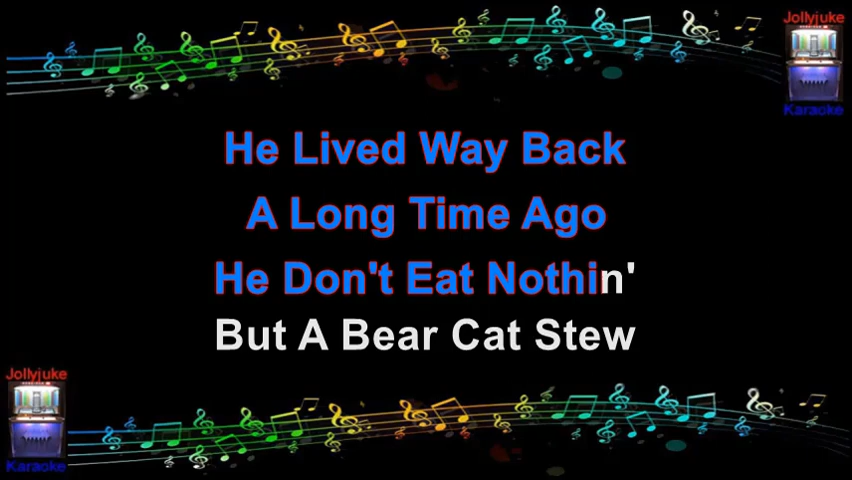 Jollyjuke
Karaoke
He Lived Way Back
A Long Time Ago
He Don't Eat Nothin'
But A Bear Cat Stew
Jollyjuke
Karaoke